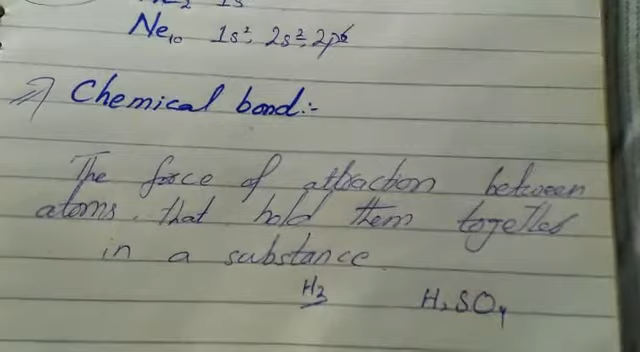 Ne₁₀ 1s², 2s², 2p⁶
Chemical bond:-
The force of attraction between
atoms that hold them together
in a substance
H₂ H₂SO₄